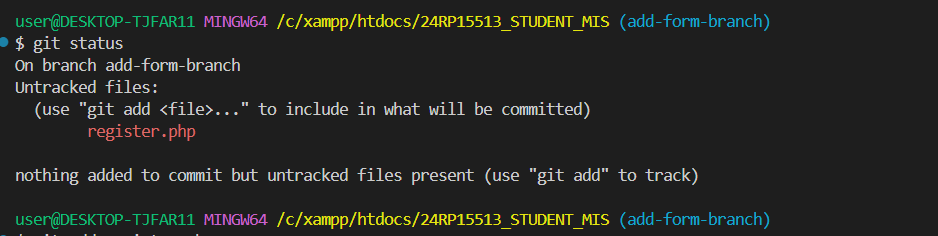 user@DESKTOP-TJFAR11 MINGW64 /c/xampp/htdocs/24RP15513_STUDENT_MIS (add-form-branch)
$ git status
On branch add-form-branch
Untracked files:
  (use "git add <file>..." to include in what will be committed)
        register.php

nothing added to commit but untracked files present (use "git add" to track)

user@DESKTOP-TJFAR11 MINGW64 /c/xampp/htdocs/24RP15513_STUDENT_MIS (add-form-branch)